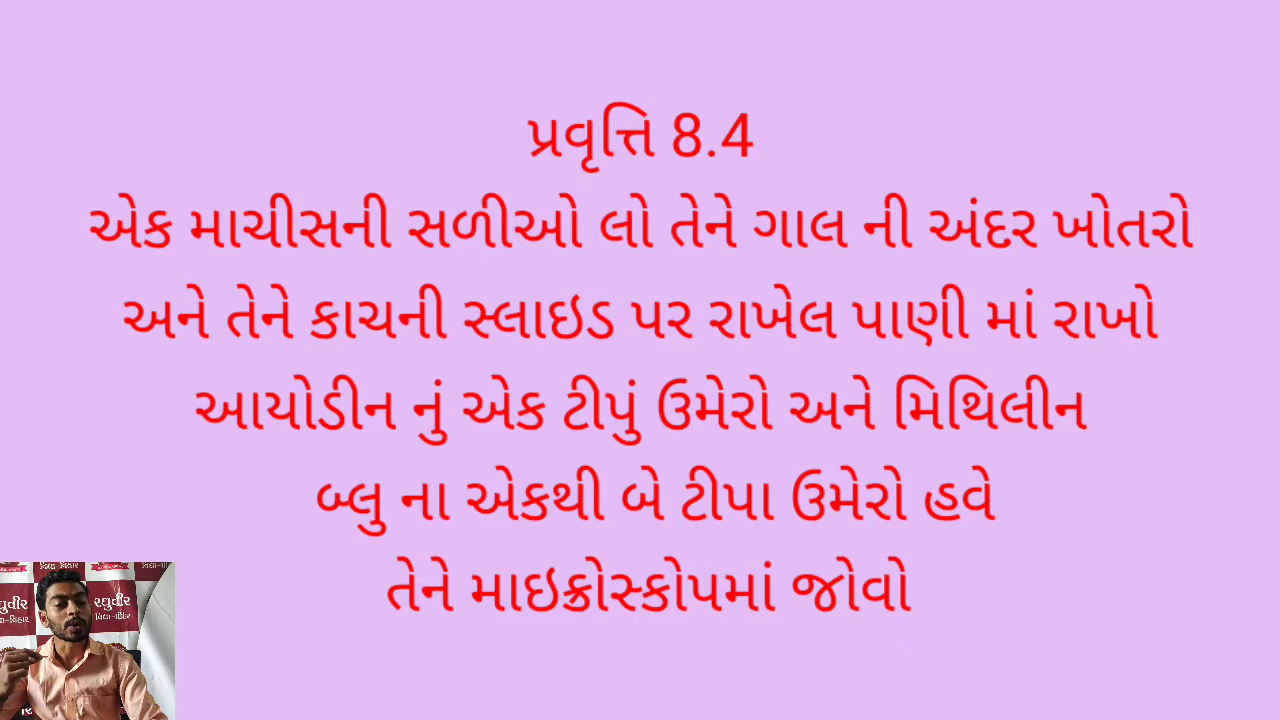 પ્રવૃત્તિ 8.4
એક માચીસની સળીઓ લો તેને ગાલ ની અંદર ખોતરો
અને તેને કાચની સ્લાઇડ પર રાખેલ પાણી માં રાખો
આયોડીન નું એક ટીપું ઉમેરો અને મિથિલીન
બ્લુ ના એકથી બે ટીપા ઉમેરો હવે
તેને માઇક્રોસ્કોપમાં જોવો
રઘુવીર